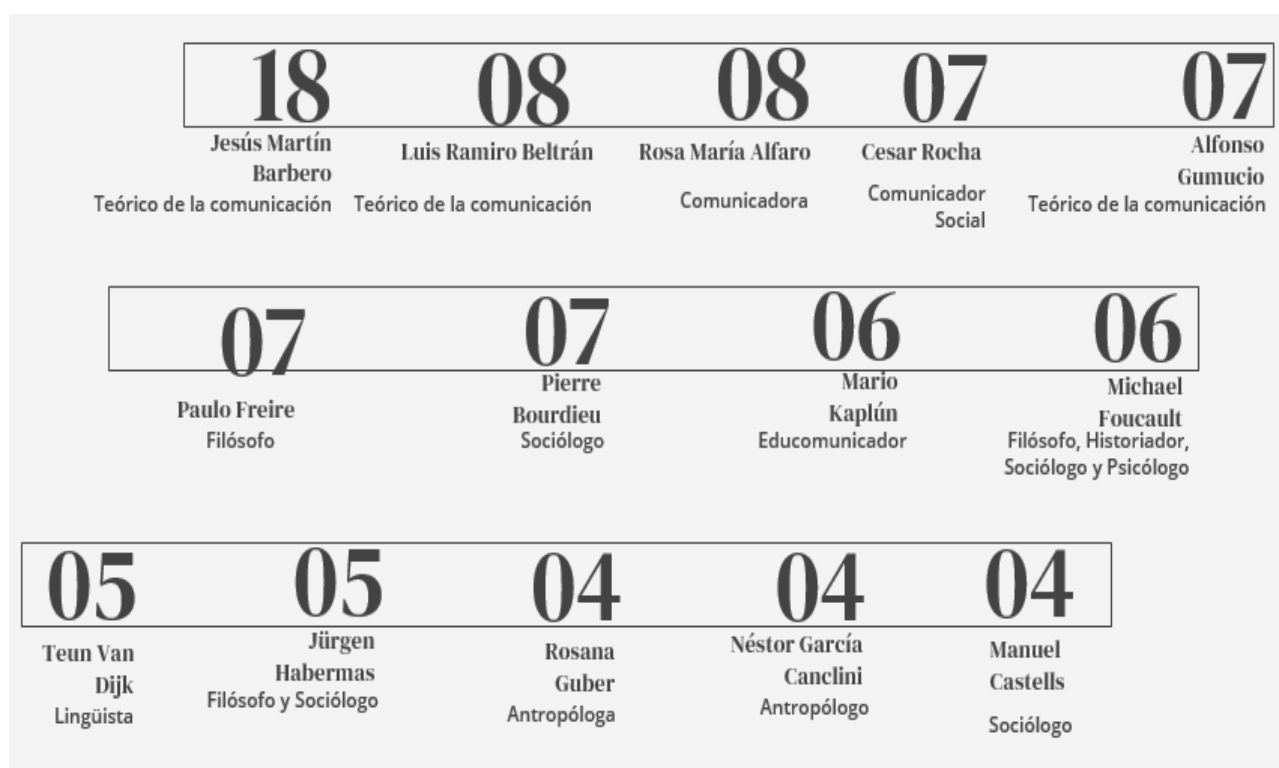 18 08 08 07 07
Jesús Martín
Barbero
Teórico de la comunicación
Luis Ramiro Beltrán
Teórico de la comunicación
Rosa María Alfaro
Comunicadora
Cesar Rocha
Comunicador
Social
Alfonso
Gumucio
Teórico de la comunicación
07 07 06 06
Paulo Freire
Filósofo
Pierre
Bourdieu
Sociólogo
Mario
Kaplún
Educomunicador
Michael
Foucault
Filósofo, Historiador,
Sociólogo y Psicólogo
05 05 04 04 04
Teun Van
Dijk
Lingüista
Jürgen
Habermas
Filósofo y Sociólogo
Rosana
Guber
Antropóloga
Néstor García
Canclini
Antropólogo
Manuel
Castells
Sociólogo